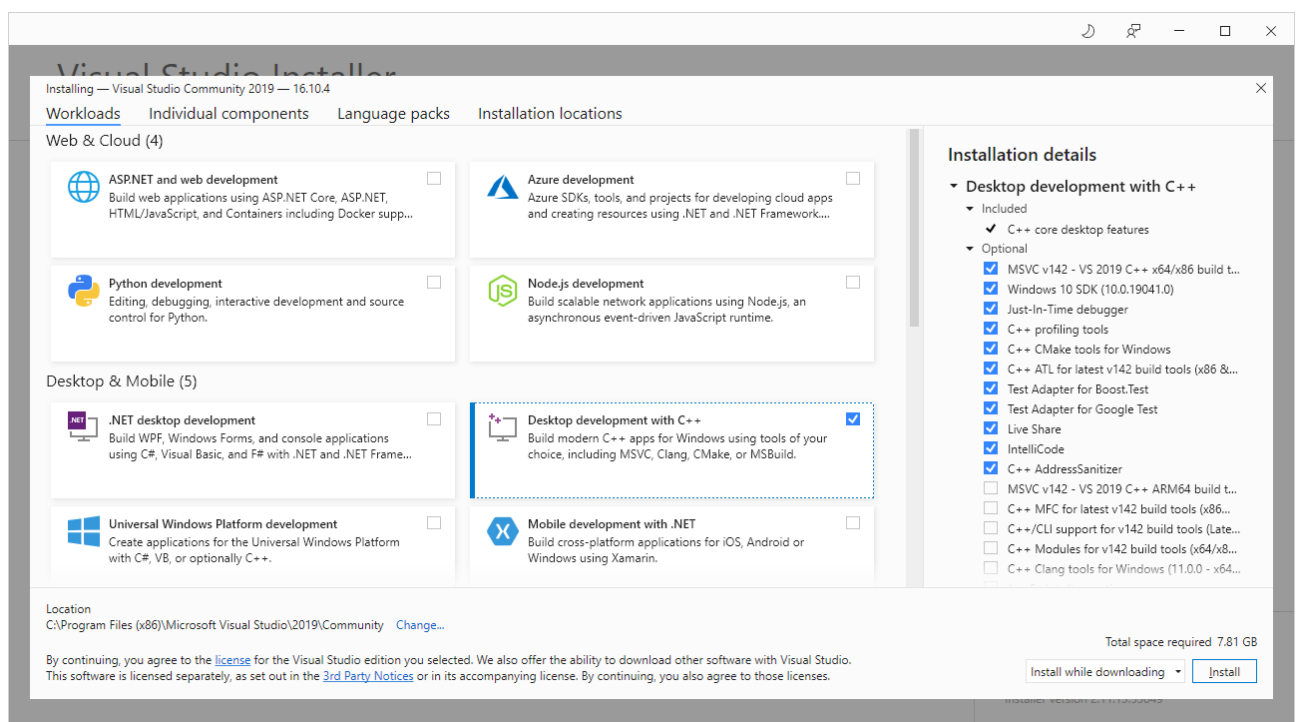 Visual Studio Installer
Installing — Visual Studio Community 2019 — 16.10.4
Workloads Individual components Language packs Installation locations
Web & Cloud (4)
ASP.NET and web development
Build web applications using ASP.NET Core, ASP.NET,
HTML/JavaScript, and Containers including Docker supp...
Azure development
Azure SDKs, tools, and projects for developing cloud apps
and creating resources using .NET and .NET Framework....
Python development
Editing, debugging, interactive development and source
control for Python.
Node.js development
Build scalable network applications using Node.js, an
asynchronous event-driven JavaScript runtime.
Desktop & Mobile (5)
.NET
.NET desktop development
Build WPF, Windows Forms, and console applications
using C#, Visual Basic, and F# with .NET and .NET Frame...
Desktop development with C++
Build modern C++ apps for Windows using tools of your
choice, including MSVC, Clang, CMake, or MSBuild.
Universal Windows Platform development
Create applications for the Universal Windows Platform
with C#, VB, or optionally C++.
Mobile development with .NET
Build cross-platform applications for iOS, Android or
Windows using Xamarin.
Installation details
Desktop development with C++
Included
C++ core desktop features
Optional
MSVC v142 - VS 2019 C++ x64/x86 build t...
Windows 10 SDK (10.0.19041.0)
Just-In-Time debugger
C++ profiling tools
C++ CMake tools for Windows
C++ ATL for latest v142 build tools (x86 &...
Test Adapter for Boost.Test
Test Adapter for Google Test
Live Share
IntelliCode
C++ AddressSanitizer
MSVC v142 - VS 2019 C++ ARM64 build t...
C++ MFC for latest v142 build tools (x86...
C++/CLI support for v142 build tools (Late...
C++ Modules for v142 build tools (x64/x8...
C++ Clang tools for Windows (11.0.0 - x64...
Location
C:\Program Files (x86)\Microsoft Visual Studio\2019\Community Change...
By continuing, you agree to the license for the Visual Studio edition you selected. We also offer the ability to download other software with Visual Studio.
This software is licensed separately, as set out in the 3rd Party Notices or in its accompanying license. By continuing, you also agree to those licenses.
Total space required 7.81 GB
Install while downloading Install